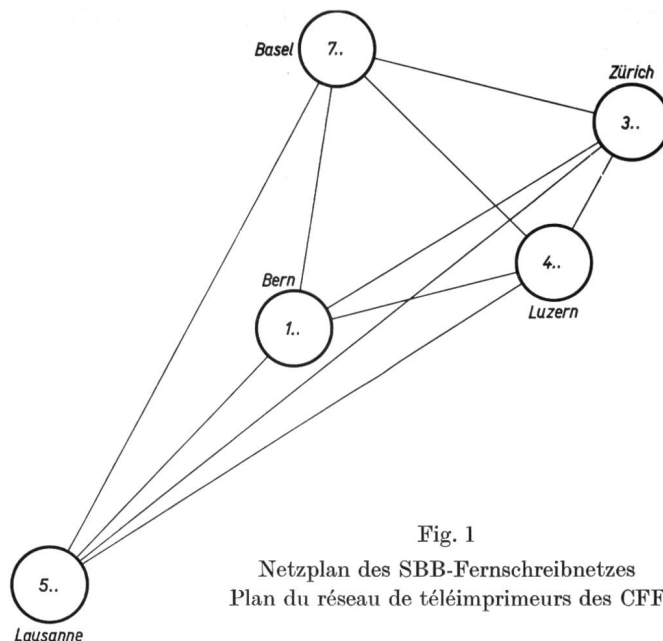 Basel
7..
Zürich
3..
4..
Luzern
Bern
1..
5..
Lausanne
Fig. 1
Netzplan des SBB-Fernschreibnetzes
Plan du réseau de téléimprimeurs des CFF